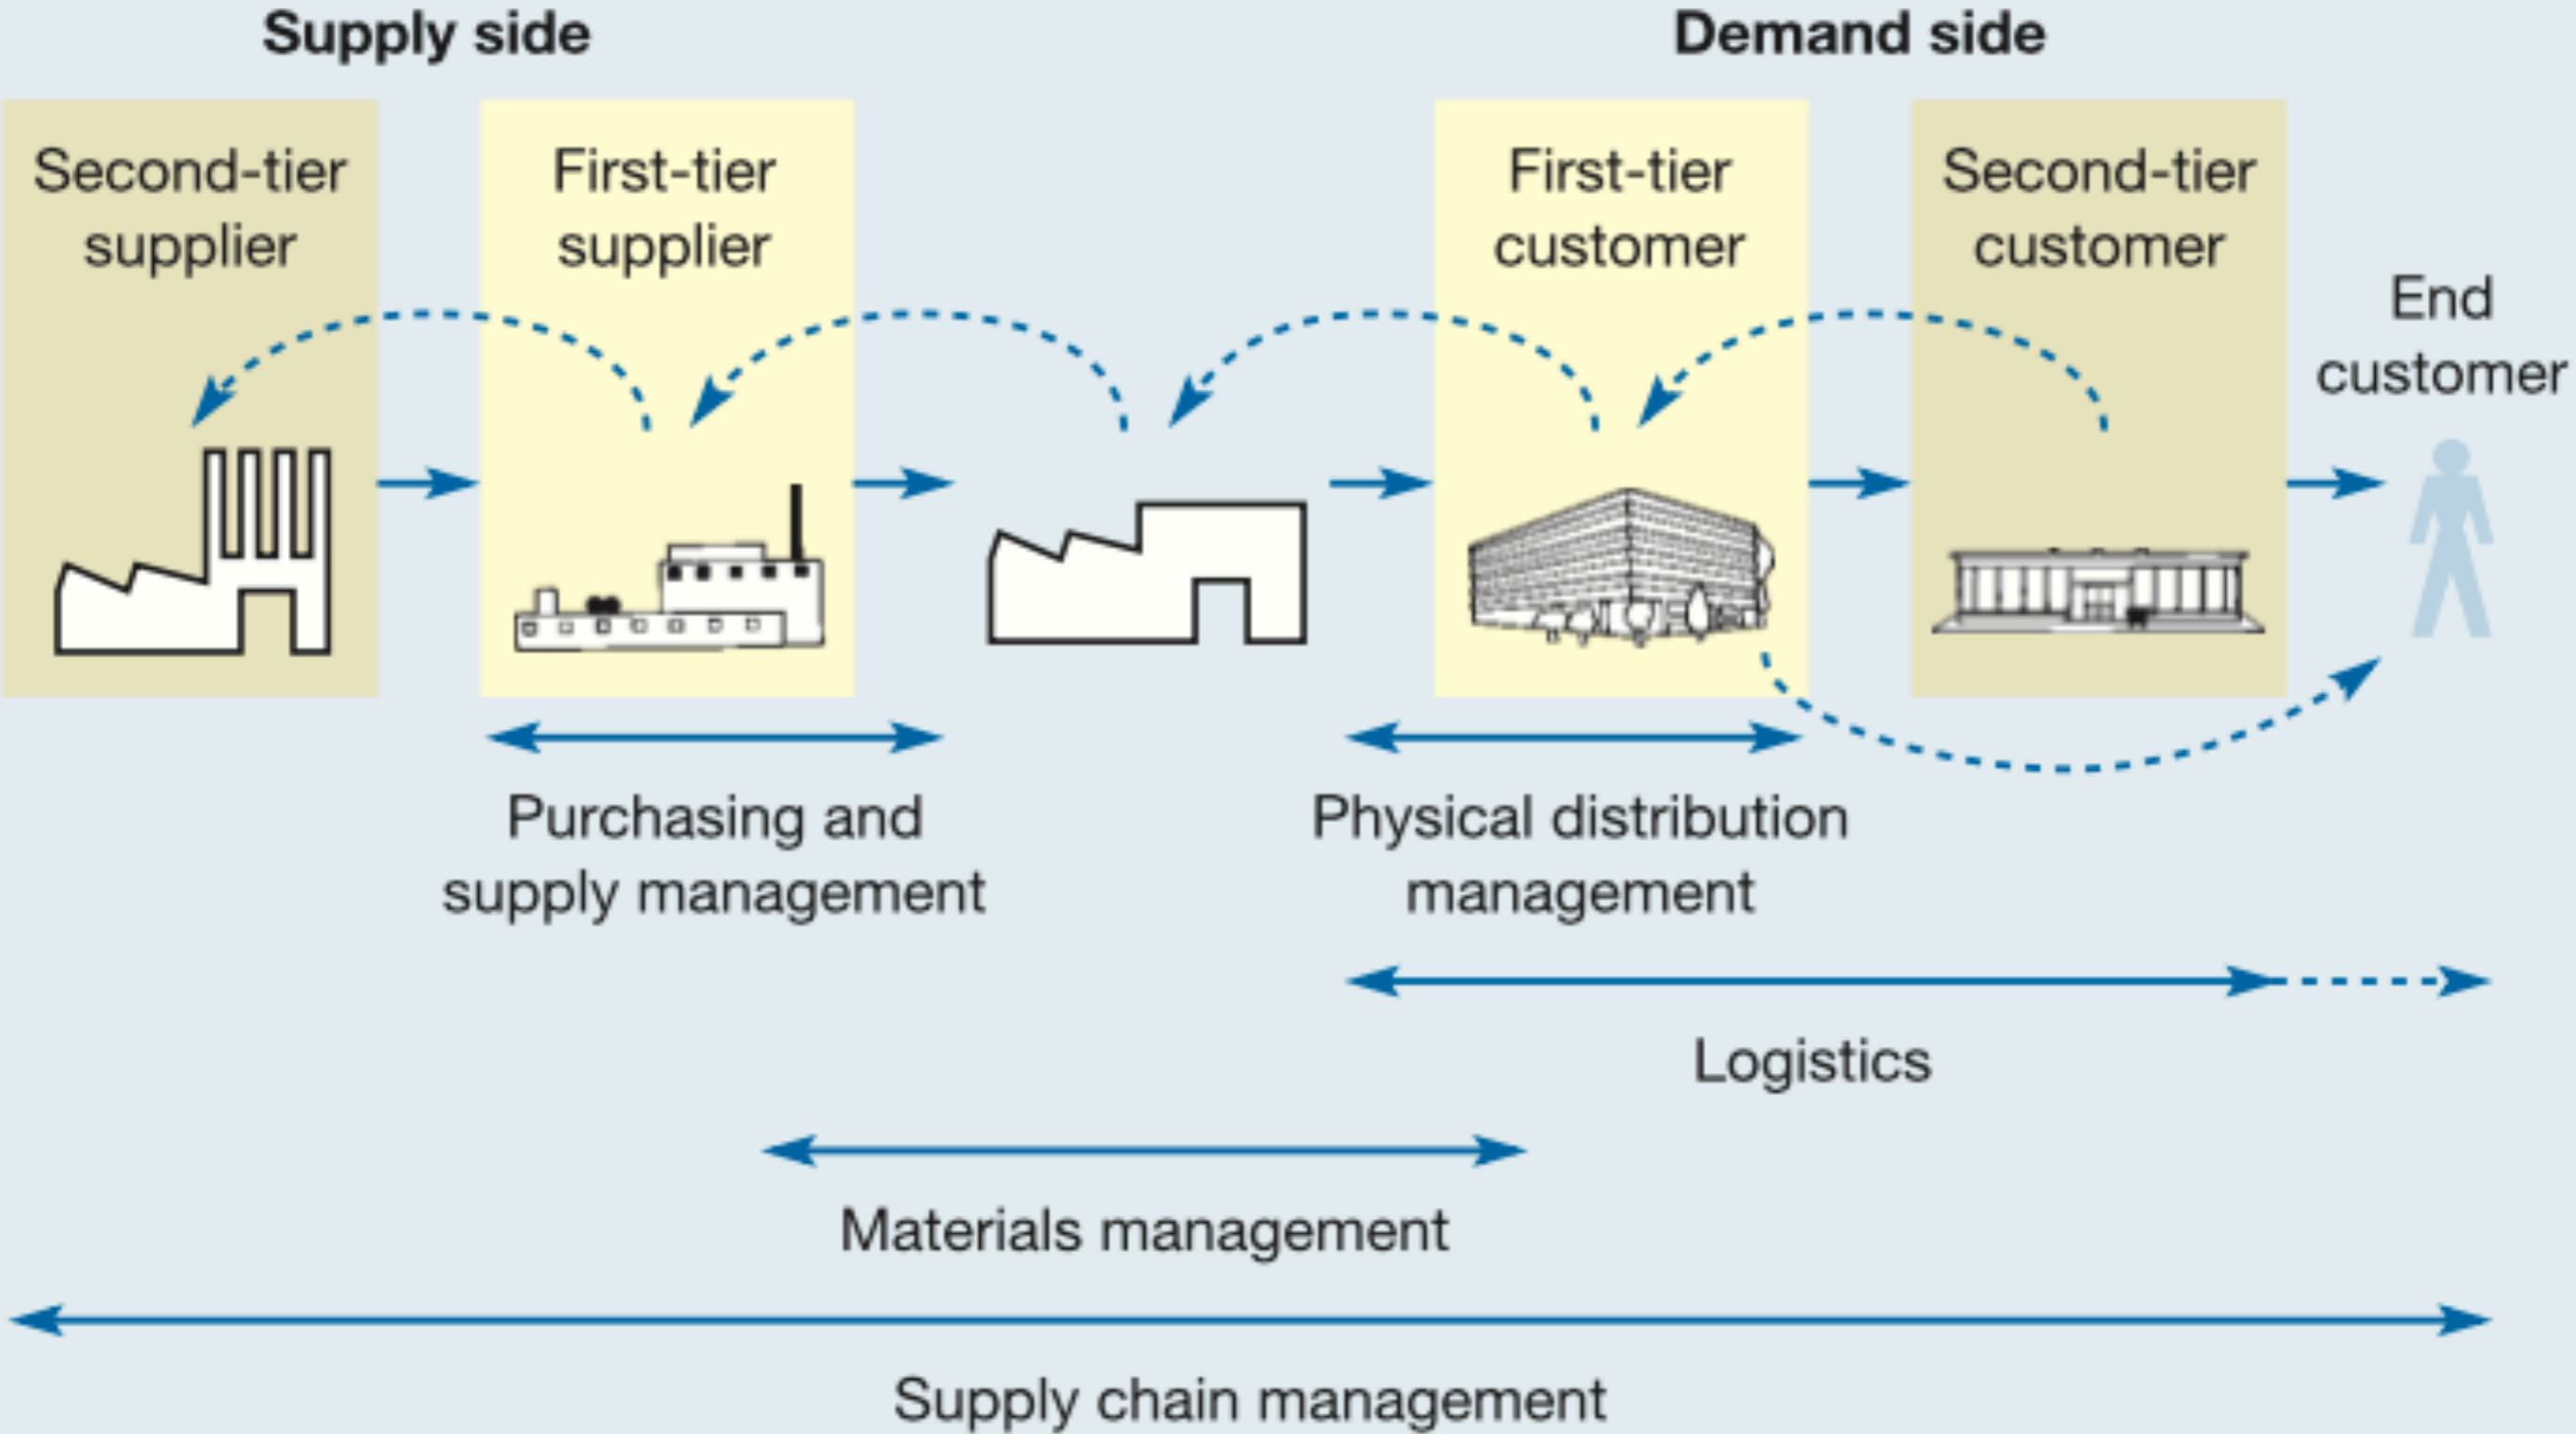 Supply side
Demand side
Second-tier
supplier
First-tier
supplier
First-tier
customer
Second-tier
customer
End
customer
Purchasing and
supply management
Physical distribution
management
Logistics
Materials management
Supply chain management